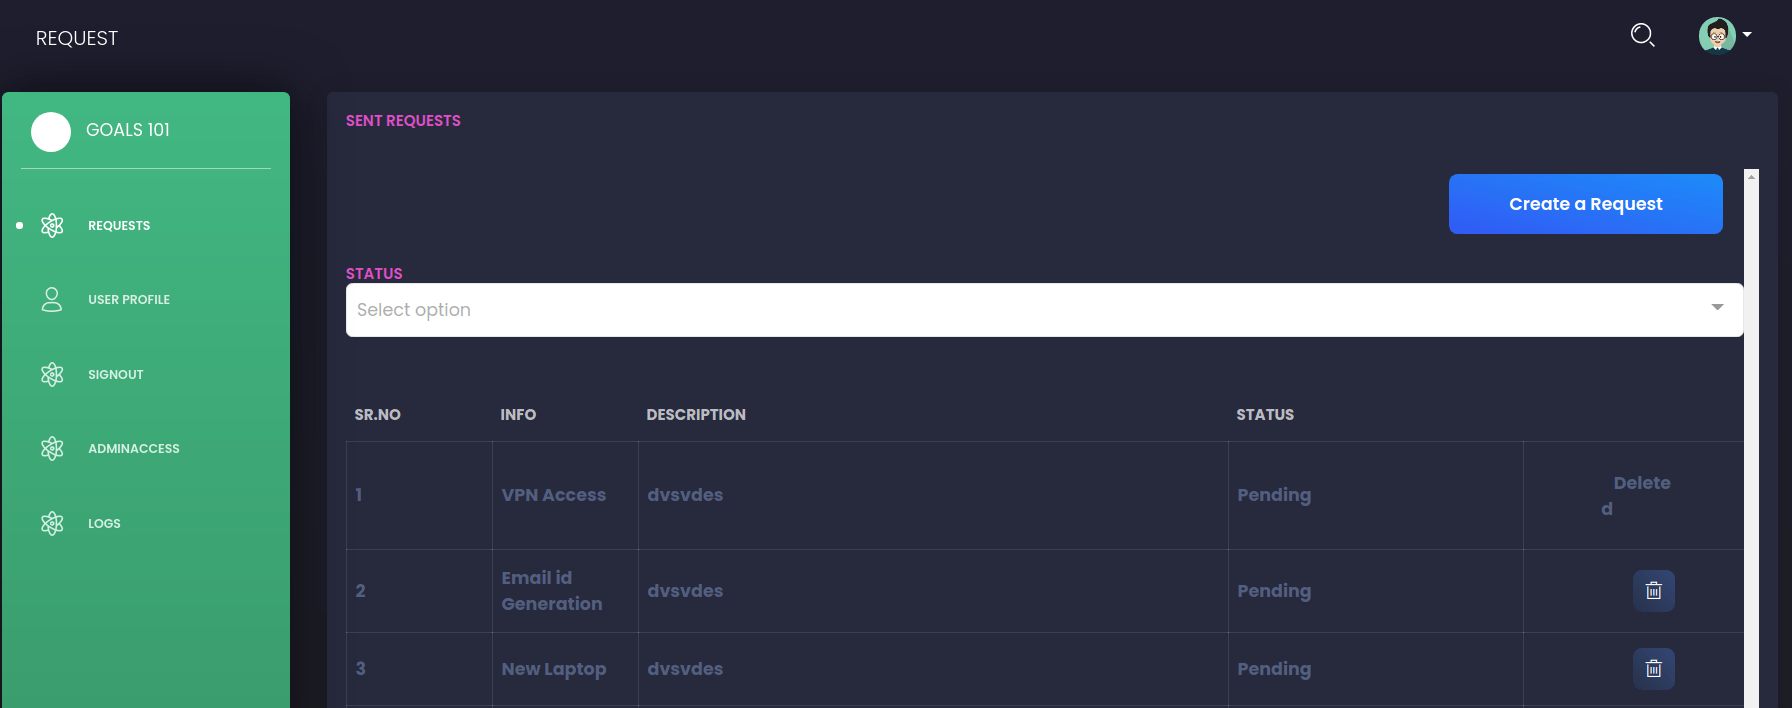 REQUEST
GOALS 101
REQUESTS
USER PROFILE
SIGNOUT
ADMINACCESS
LOGS
SENT REQUESTS
Create a Request
STATUS
Select option
SR.NO INFO DESCRIPTION STATUS
1 VPN Access dvsvdes Pending Delete
d
2 Email id
Generation dvsvdes Pending
3 New Laptop dvsvdes Pending